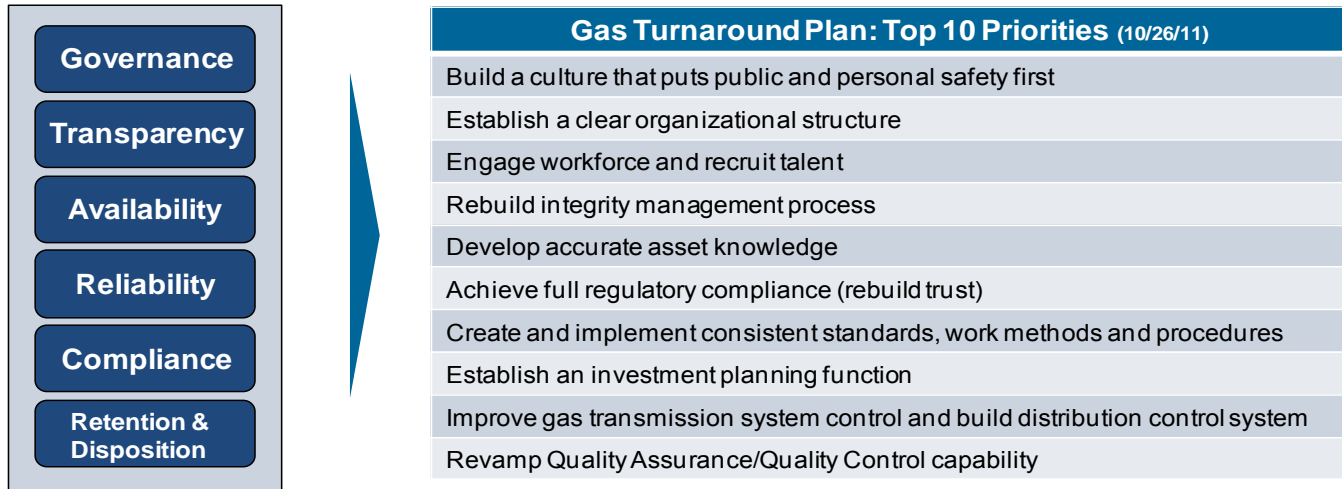 Governance
Transparency
Availability
Reliability
Compliance
Retention &
Disposition
Gas Turnaround Plan: Top 10 Priorities (10/26/11)
Build a culture that puts public and personal safety first
Establish a clear organizational structure
Engage workforce and recruit talent
Rebuild integrity management process
Develop accurate asset knowledge
Achieve full regulatory compliance (rebuild trust)
Create and implement consistent standards, work methods and procedures
Establish an investment planning function
Improve gas transmission system control and build distribution control system
Revamp Quality Assurance/Quality Control capability